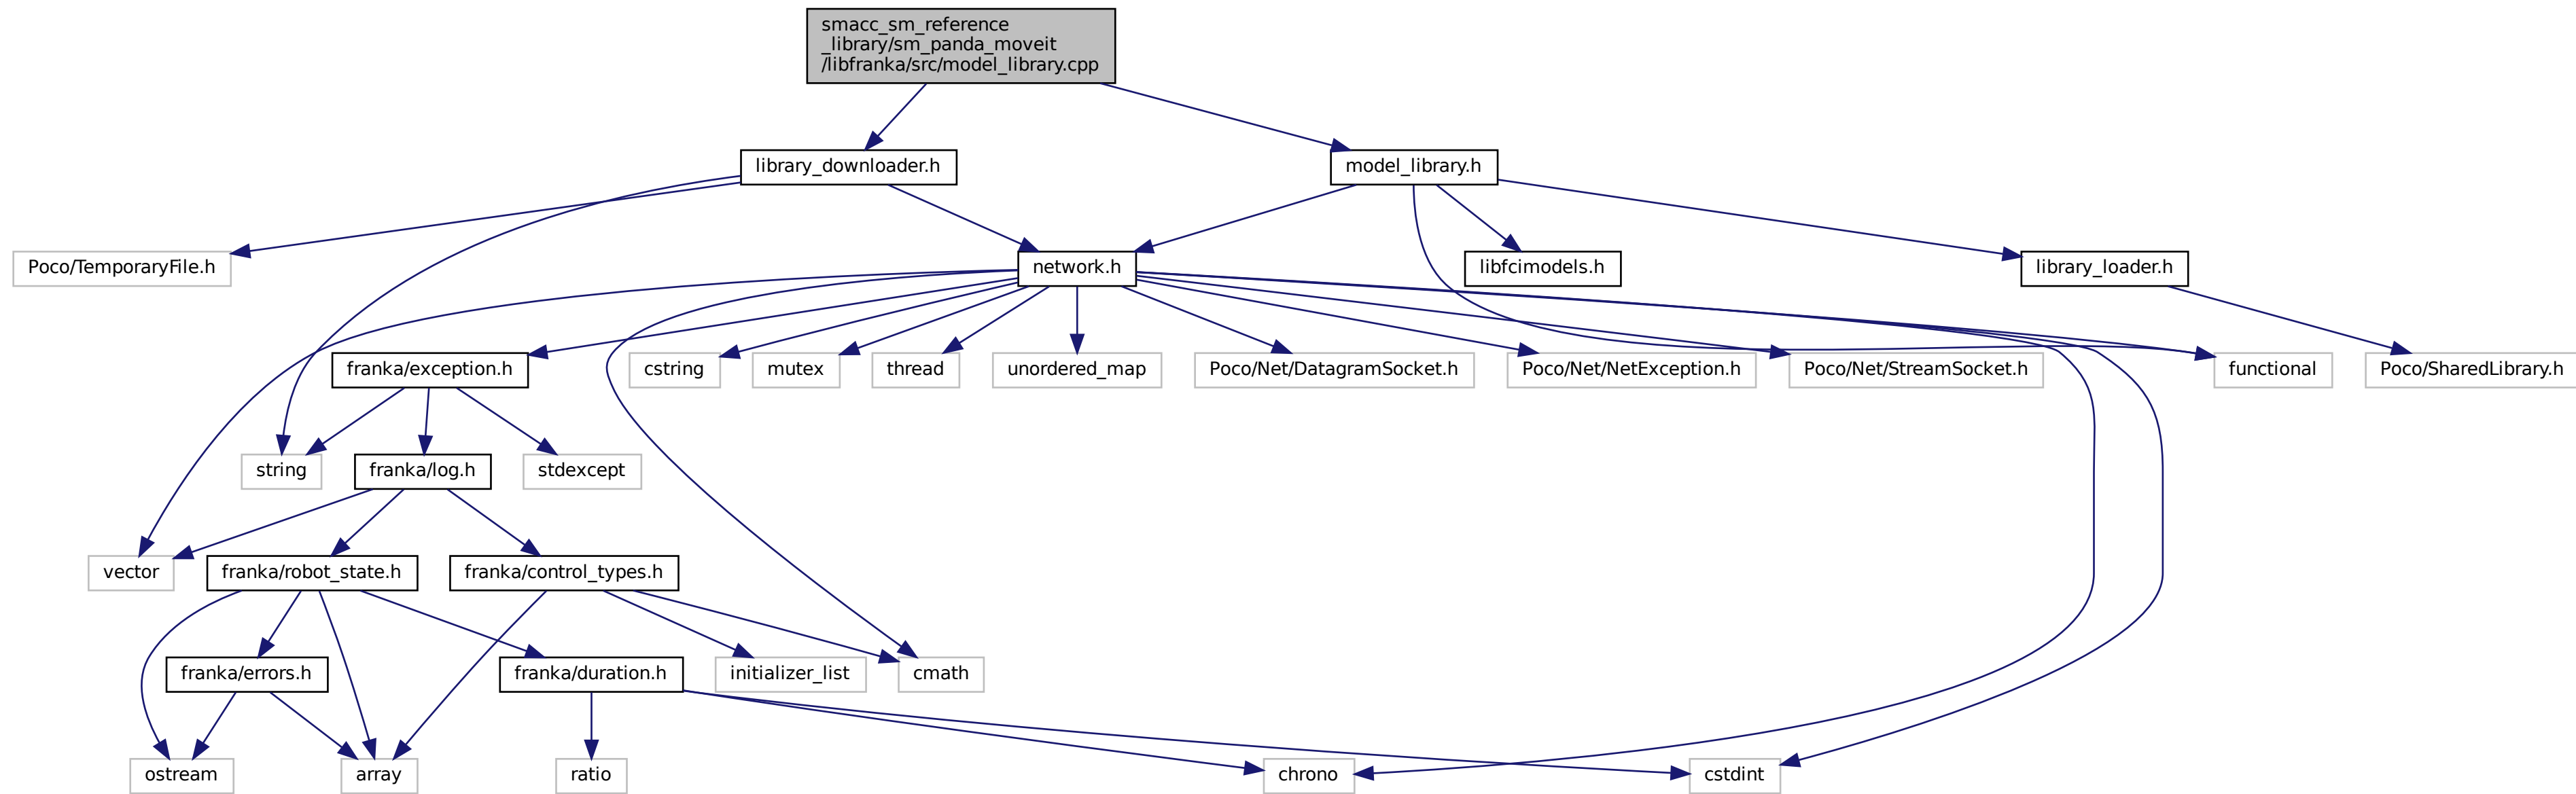 smacc_sm_reference
_library/sm_panda_moveit
/libfranka/src/model_library.cpp
library_downloader.h
model_library.h
Poco/TemporaryFile.h
network.h
libfcimodels.h
library_loader.h
franka/exception.h
cstring
mutex
thread
unordered_map
Poco/Net/DatagramSocket.h
Poco/Net/NetException.h
Poco/Net/StreamSocket.h
functional
Poco/SharedLibrary.h
string
franka/log.h
stdexcept
vector
franka/robot_state.h
franka/control_types.h
franka/errors.h
franka/duration.h
initializer_list
cmath
ostream
array
ratio
chrono
cstdint